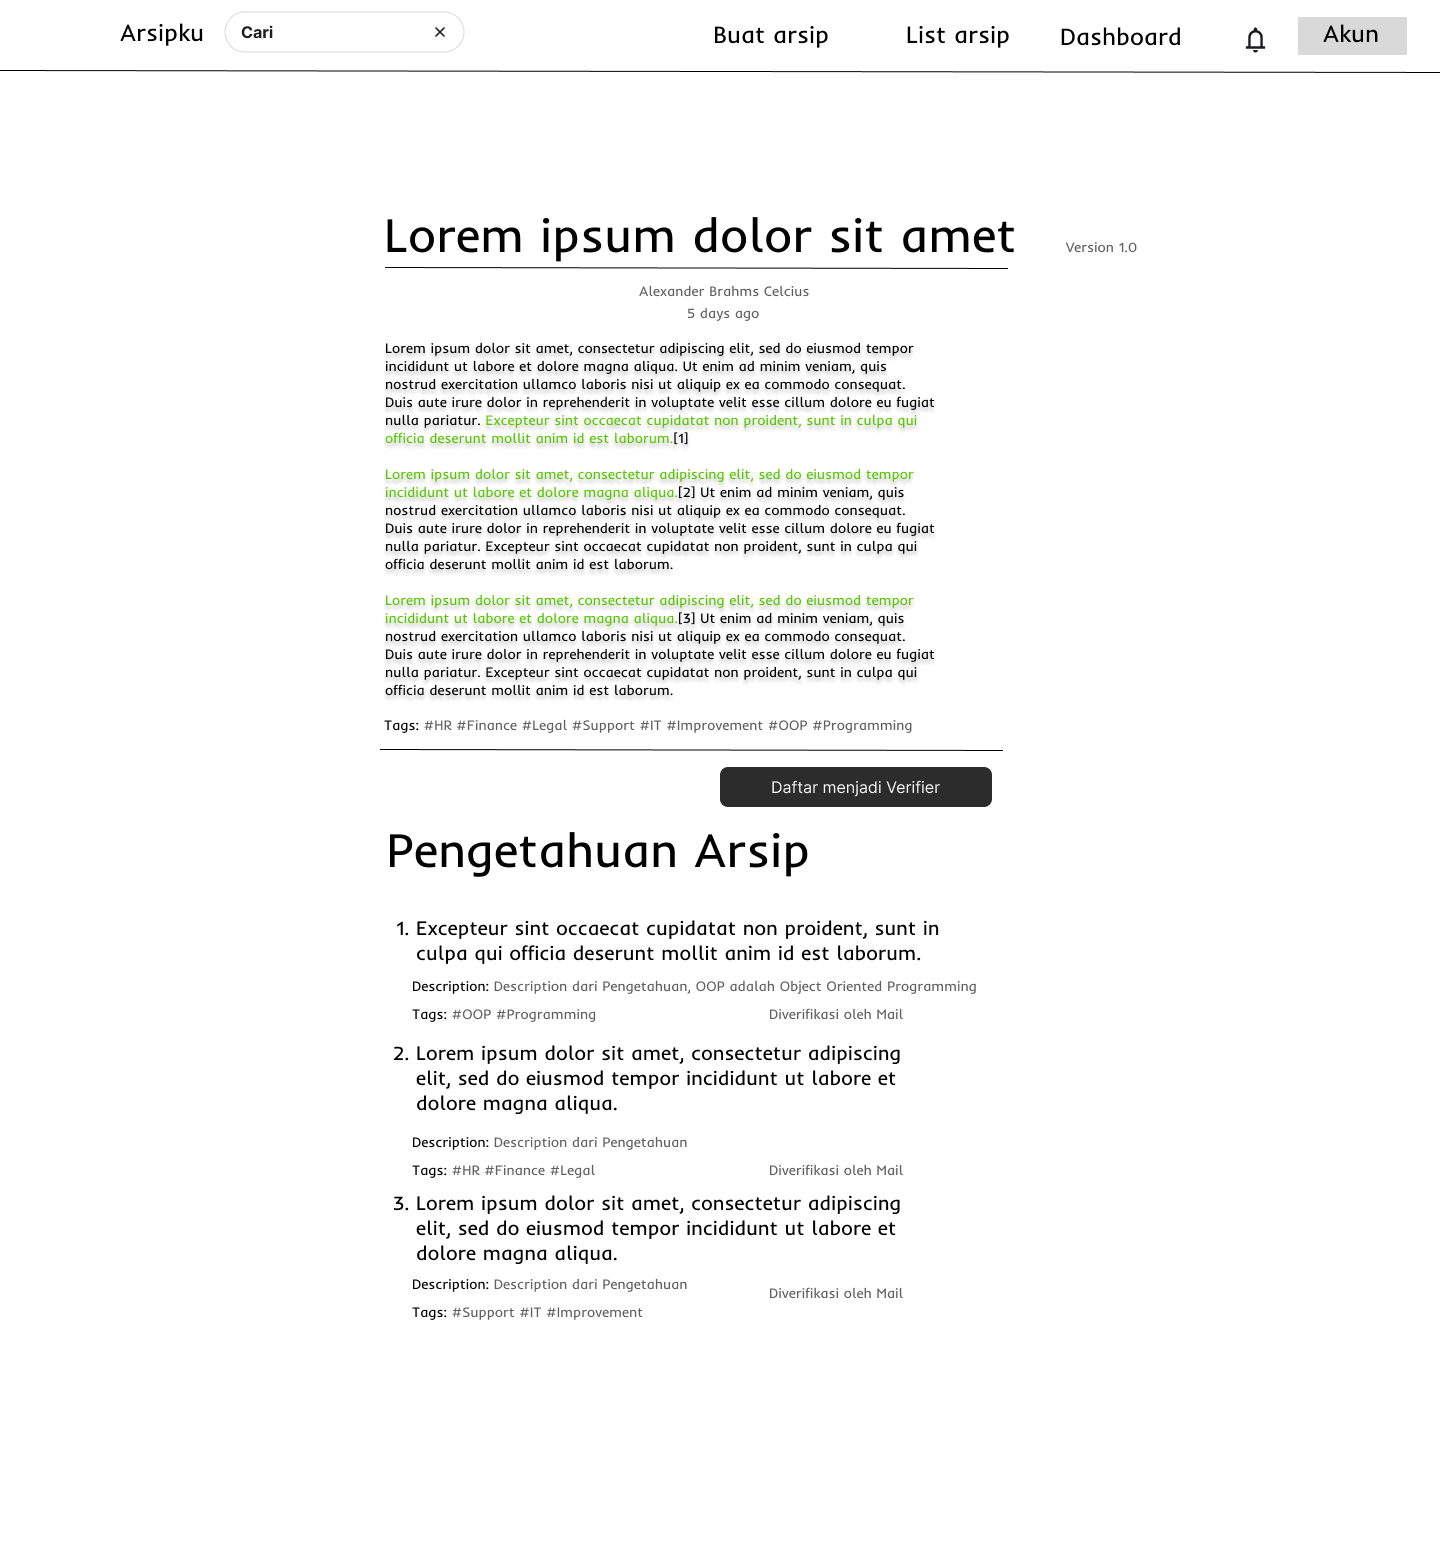 Arsipku
Cari
Buat arsip
List arsip
Dashboard
Akun
Lorem ipsum dolor sit amet
Version 1.0
Alexander Brahms Celcius
5 days ago
Lorem ipsum dolor sit amet, consectetur adipiscing elit, sed do eiusmod tempor
incididunt ut labore et dolore magna aliqua. Ut enim ad minim veniam, quis
nostrud exercitation ullamco laboris nisi ut aliquip ex ea commodo consequat.
Duis aute irure dolor in reprehenderit in voluptate velit esse cillum dolore eu fugiat
nulla pariatur. Excepteur sint occaecat cupidatat non proident, sunt in culpa qui
officia deserunt mollit anim id est laborum.[1]
Lorem ipsum dolor sit amet, consectetur adipiscing elit, sed do eiusmod tempor
incididunt ut labore et dolore magna aliqua.[2] Ut enim ad minim veniam, quis
nostrud exercitation ullamco laboris nisi ut aliquip ex ea commodo consequat.
Duis aute irure dolor in reprehenderit in voluptate velit esse cillum dolore eu fugiat
nulla pariatur. Excepteur sint occaecat cupidatat non proident, sunt in culpa qui
officia deserunt mollit anim id est laborum.
Lorem ipsum dolor sit amet, consectetur adipiscing elit, sed do eiusmod tempor
incididunt ut labore et dolore magna aliqua.[3] Ut enim ad minim veniam, quis
nostrud exercitation ullamco laboris nisi ut aliquip ex ea commodo consequat.
Duis aute irure dolor in reprehenderit in voluptate velit esse cillum dolore eu fugiat
nulla pariatur. Excepteur sint occaecat cupidatat non proident, sunt in culpa qui
officia deserunt mollit anim id est laborum.
Tags: #HR #Finance #Legal #Support #IT #Improvement #OOP #Programming
Daftar menjadi Verifier
Pengetahuan Arsip
1. Excepteur sint occaecat cupidatat non proident, sunt in
culpa qui officia deserunt mollit anim id est laborum.
Description: Description dari Pengetahuan, OOP adalah Object Oriented Programming
Tags: #OOP #Programming
Diverifikasi oleh Mail
2. Lorem ipsum dolor sit amet, consectetur adipiscing
elit, sed do eiusmod tempor incididunt ut labore et
dolore magna aliqua.
Description: Description dari Pengetahuan
Tags: #HR #Finance #Legal
Diverifikasi oleh Mail
3. Lorem ipsum dolor sit amet, consectetur adipiscing
elit, sed do eiusmod tempor incididunt ut labore et
dolore magna aliqua.
Description: Description dari Pengetahuan
Diverifikasi oleh Mail
Tags: #Support #IT #Improvement